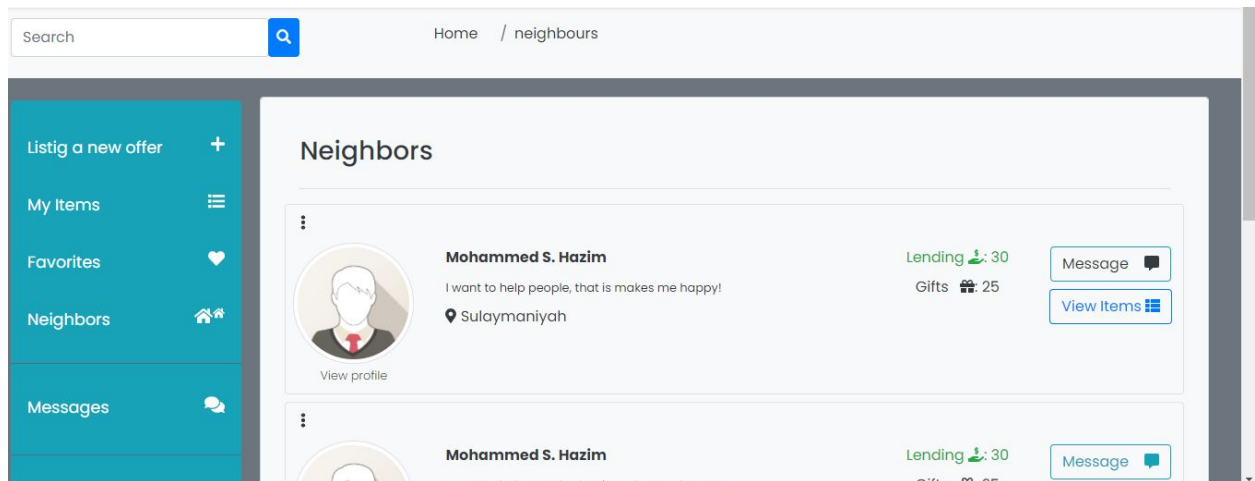 Search
Home / neighbours
Listig a new offer
My Items
Favorites
Neighbors
Messages
Neighbors
Mohammed S. Hazim
I want to help people, that is makes me happy!
Sulaymaniyah
View profile
Lending : 30
Gifts : 25
Message
View Items
Mohammed S. Hazim
Lending : 30
Message